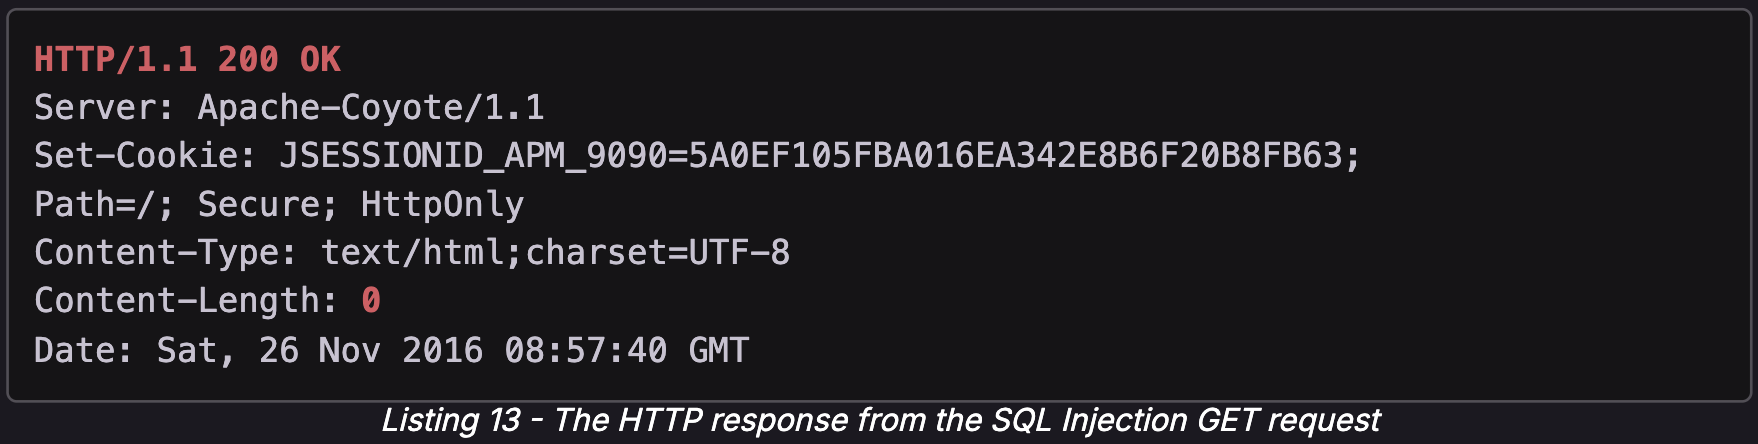 HTTP/1.1 200 OK
Server: Apache-Coyote/1.1
Set-Cookie: JSESSIONID_APM_9090=5A0EF105FBA016EA342E8B6F20B8FB63;
Path=/; Secure; HttpOnly
Content-Type: text/html;charset=UTF-8
Content-Length: 0
Date: Sat, 26 Nov 2016 08:57:40 GMT
Listing 13 - The HTTP response from the SQL Injection GET request